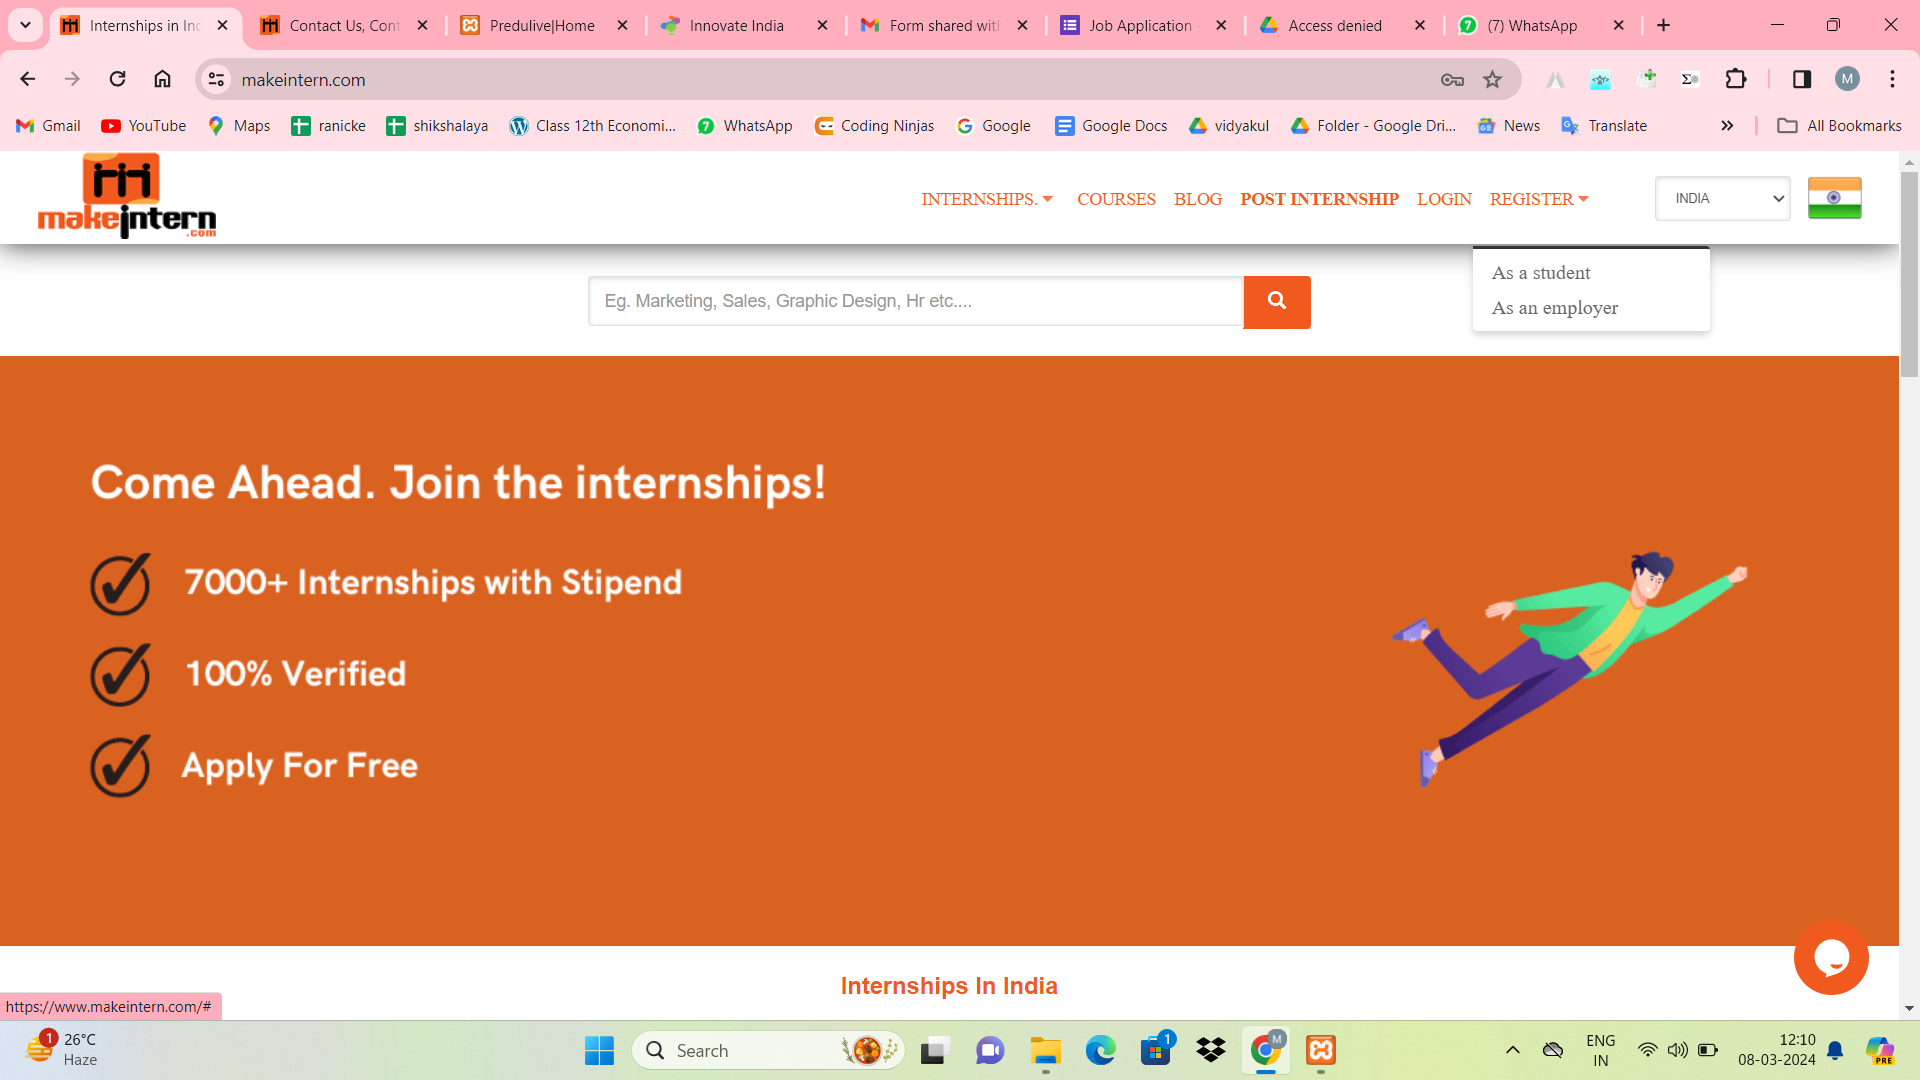 Internships in Inc
Contact Us, Cont
Predulive|Home
Innovate India
Form shared with
Job Application -
Access denied
(7) WhatsApp
makeintern.com
M
Gmail
YouTube
Maps
ranicke
shikshalaya
Class 12th Economi...
WhatsApp
Coding Ninjas
Google
Google Docs
vidyakul
Folder - Google Dri...
News
Translate
All Bookmarks
makeintern
.com
INTERNSHIPS.
COURSES
BLOG
POST INTERNSHIP
LOGIN
REGISTER
INDIA
As a student
As an employer
Eg. Marketing, Sales, Graphic Design, Hr etc....
Come Ahead. Join the internships!
7000+ Internships with Stipend
100% Verified
Apply For Free
Internships In India
https://www.makeintern.com/#
1
26°C
Haze
Search
1
M
ENG
IN
12:10
08-03-2024
PRE